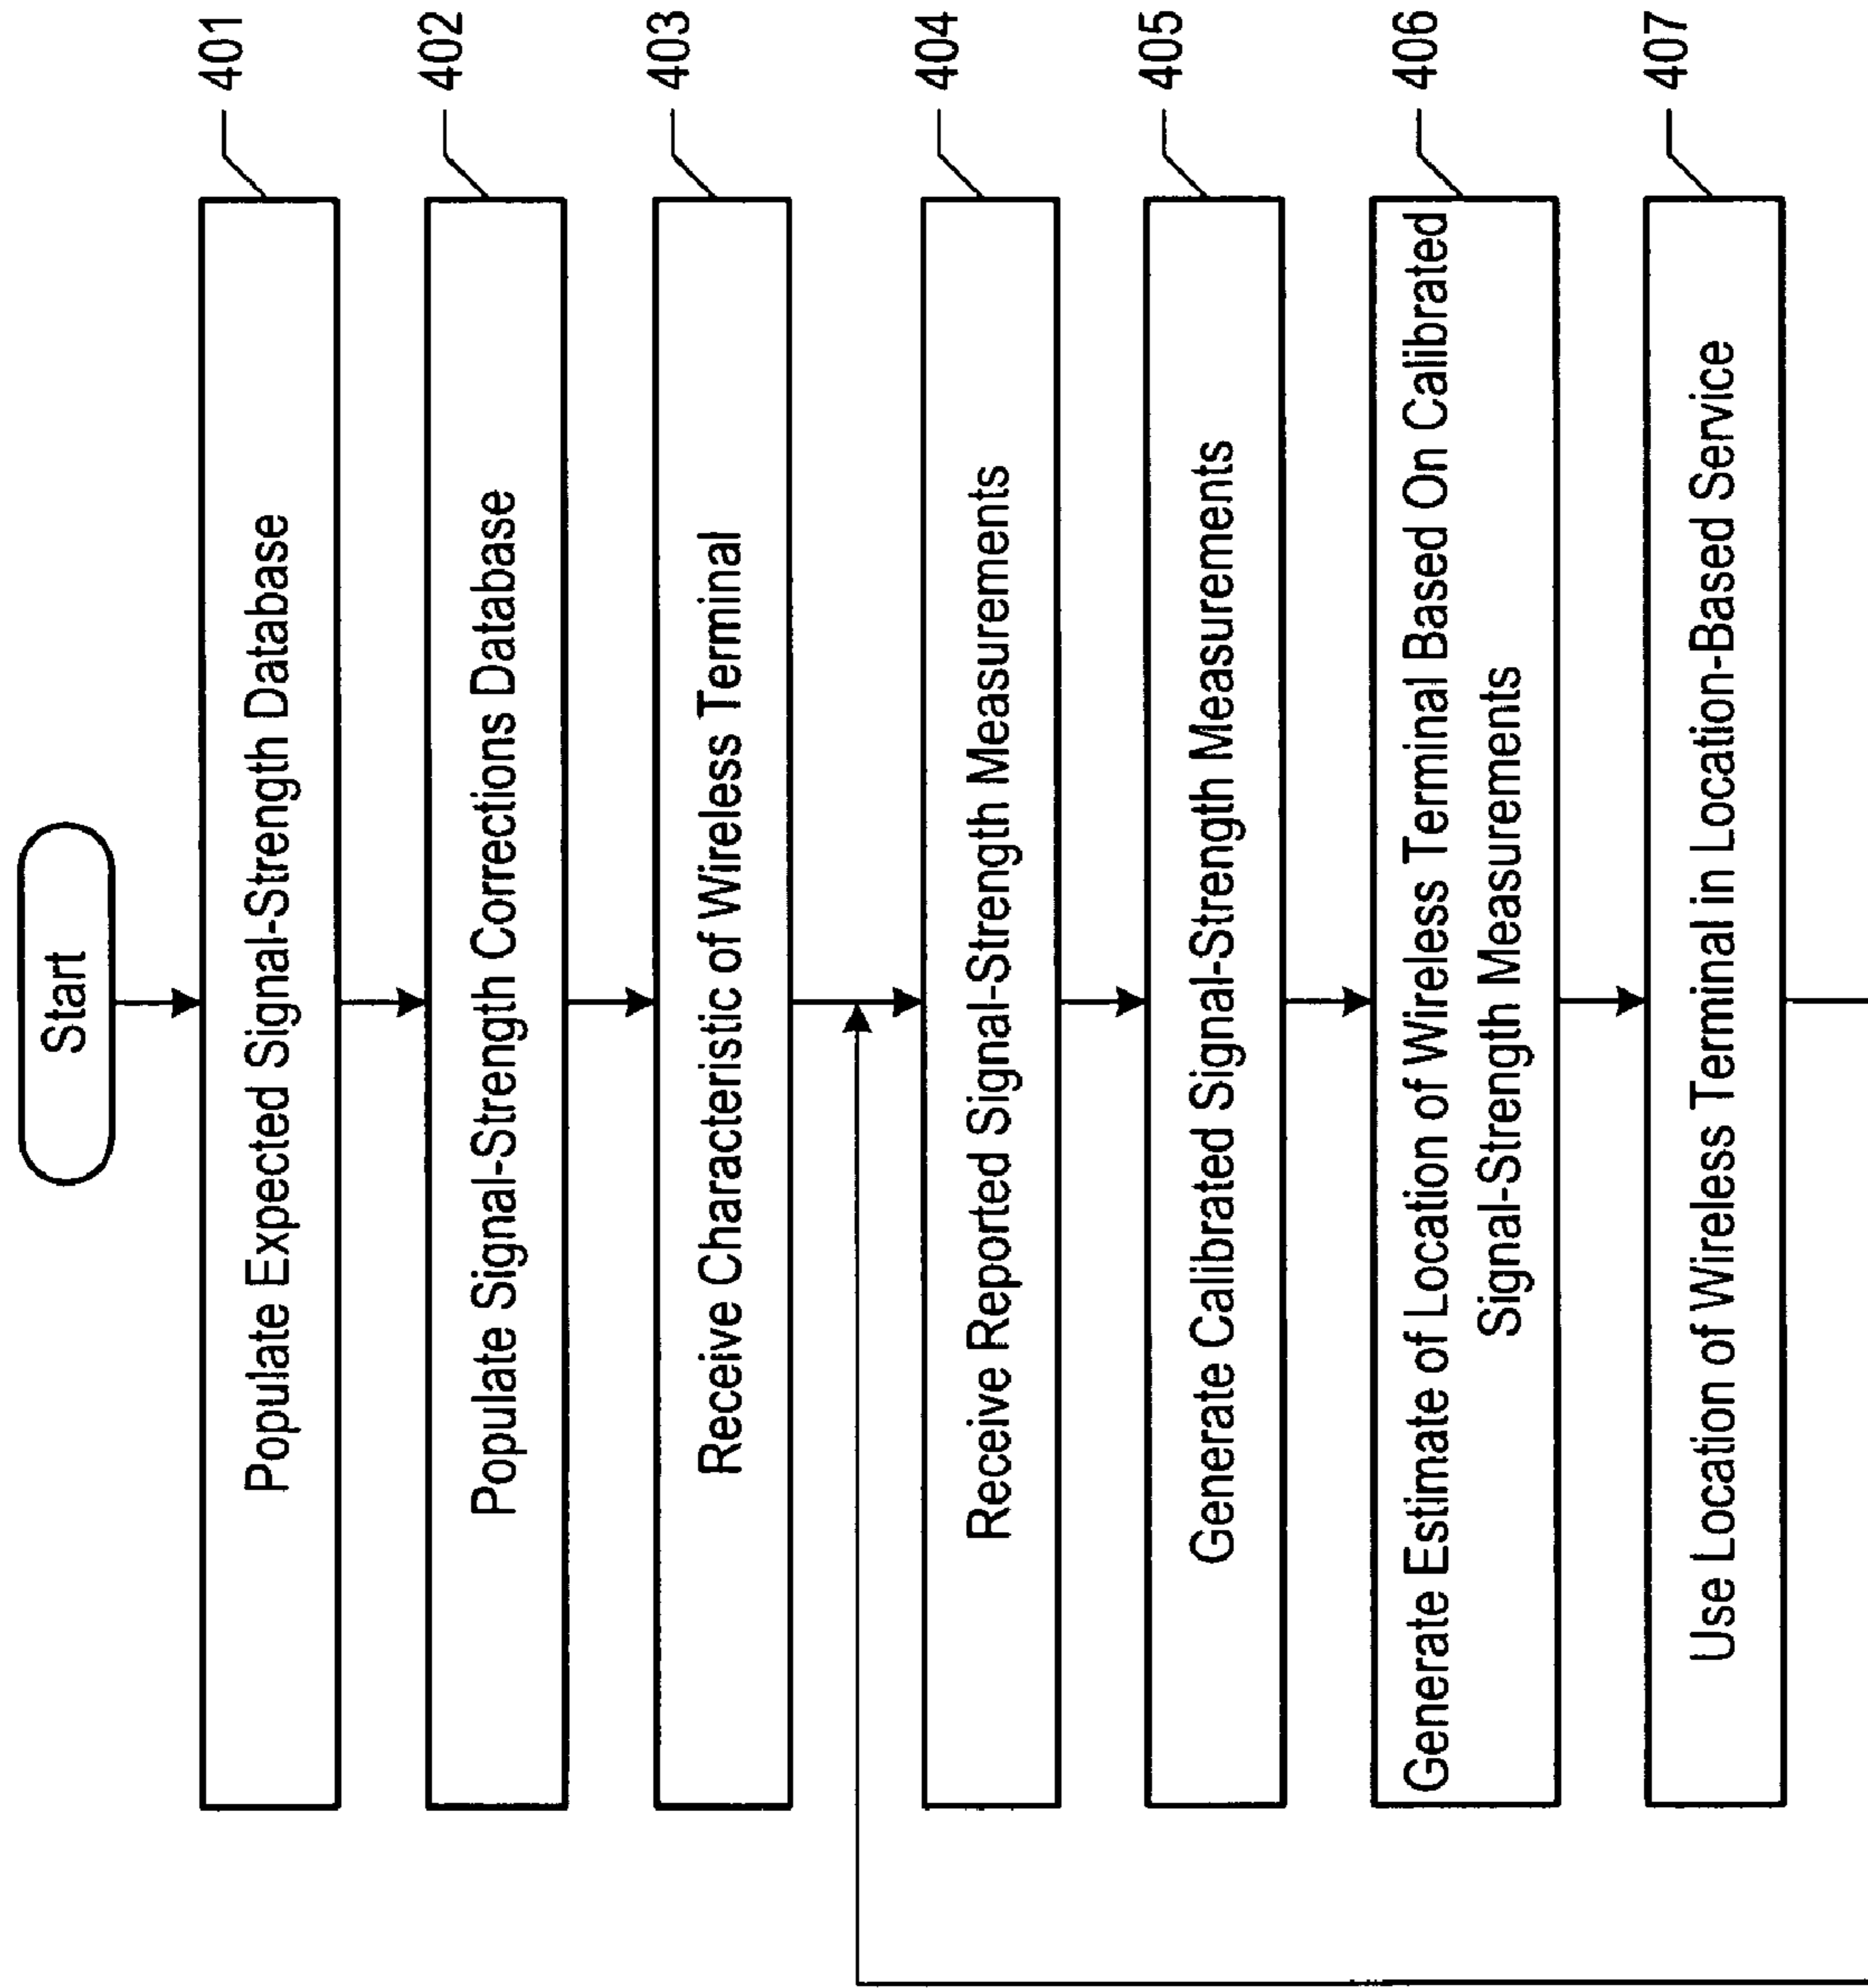 Start
Populate Expected Signal-Strength Database
401
Populate Signal-Strength Corrections Database
402
Receive Characteristic of Wireless Terminal
403
Receive Reported Signal-Strength Measurements
404
Generate Calibrated Signal-Strength Measurements
405
Generate Estimate of Location of Wireless Terminal Based On Calibrated
Signal-Strength Measurements
406
Use Location of Wireless Terminal in Location-Based Service
407